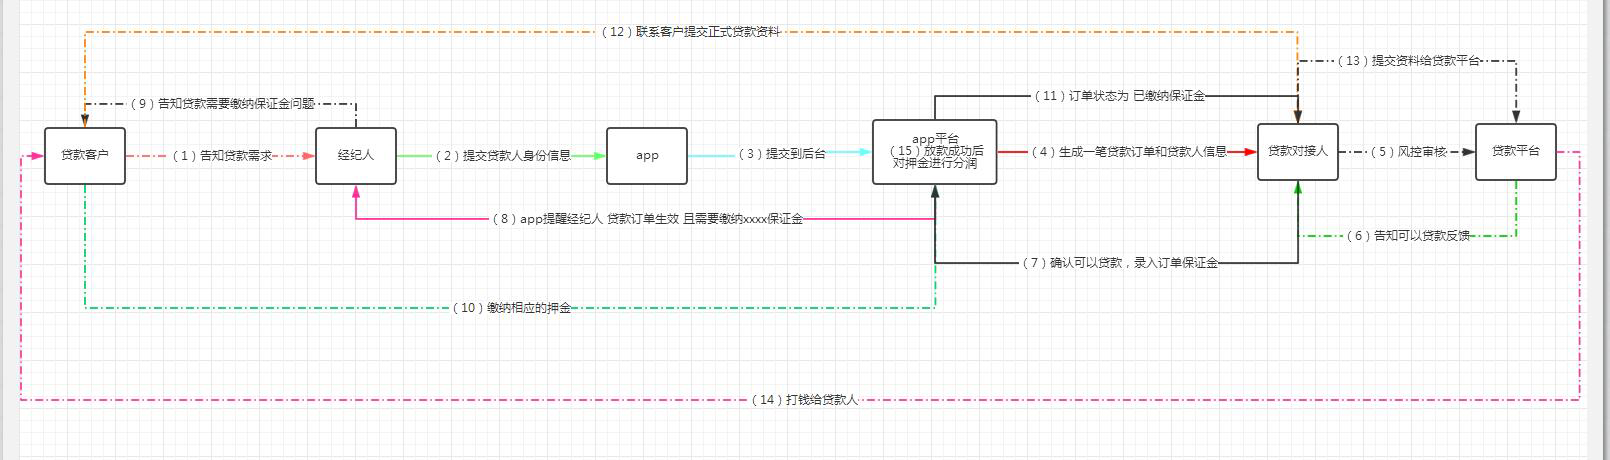 （12）联系客户提交正式贷款资料
（13）提交资料给贷款平台
（9）告知贷款需要缴纳保证金问题
（11）订单状态为 已缴纳保证金
贷款客户
（1）告知贷款需求
经纪人
（2）提交贷款人身份信息
app
（3）提交到后台
app平台
（15）放款成功后
对押金进行分润
（4）生成一笔贷款订单和贷款人信息
贷款对接人
（5）风控审核
贷款平台
（8）app提醒经纪人 贷款订单生效 且需要缴纳xxxx保证金
（6）告知可以贷款反馈
（7）确认可以贷款，录入订单保证金
（10）缴纳相应的押金
（14）打钱给贷款人